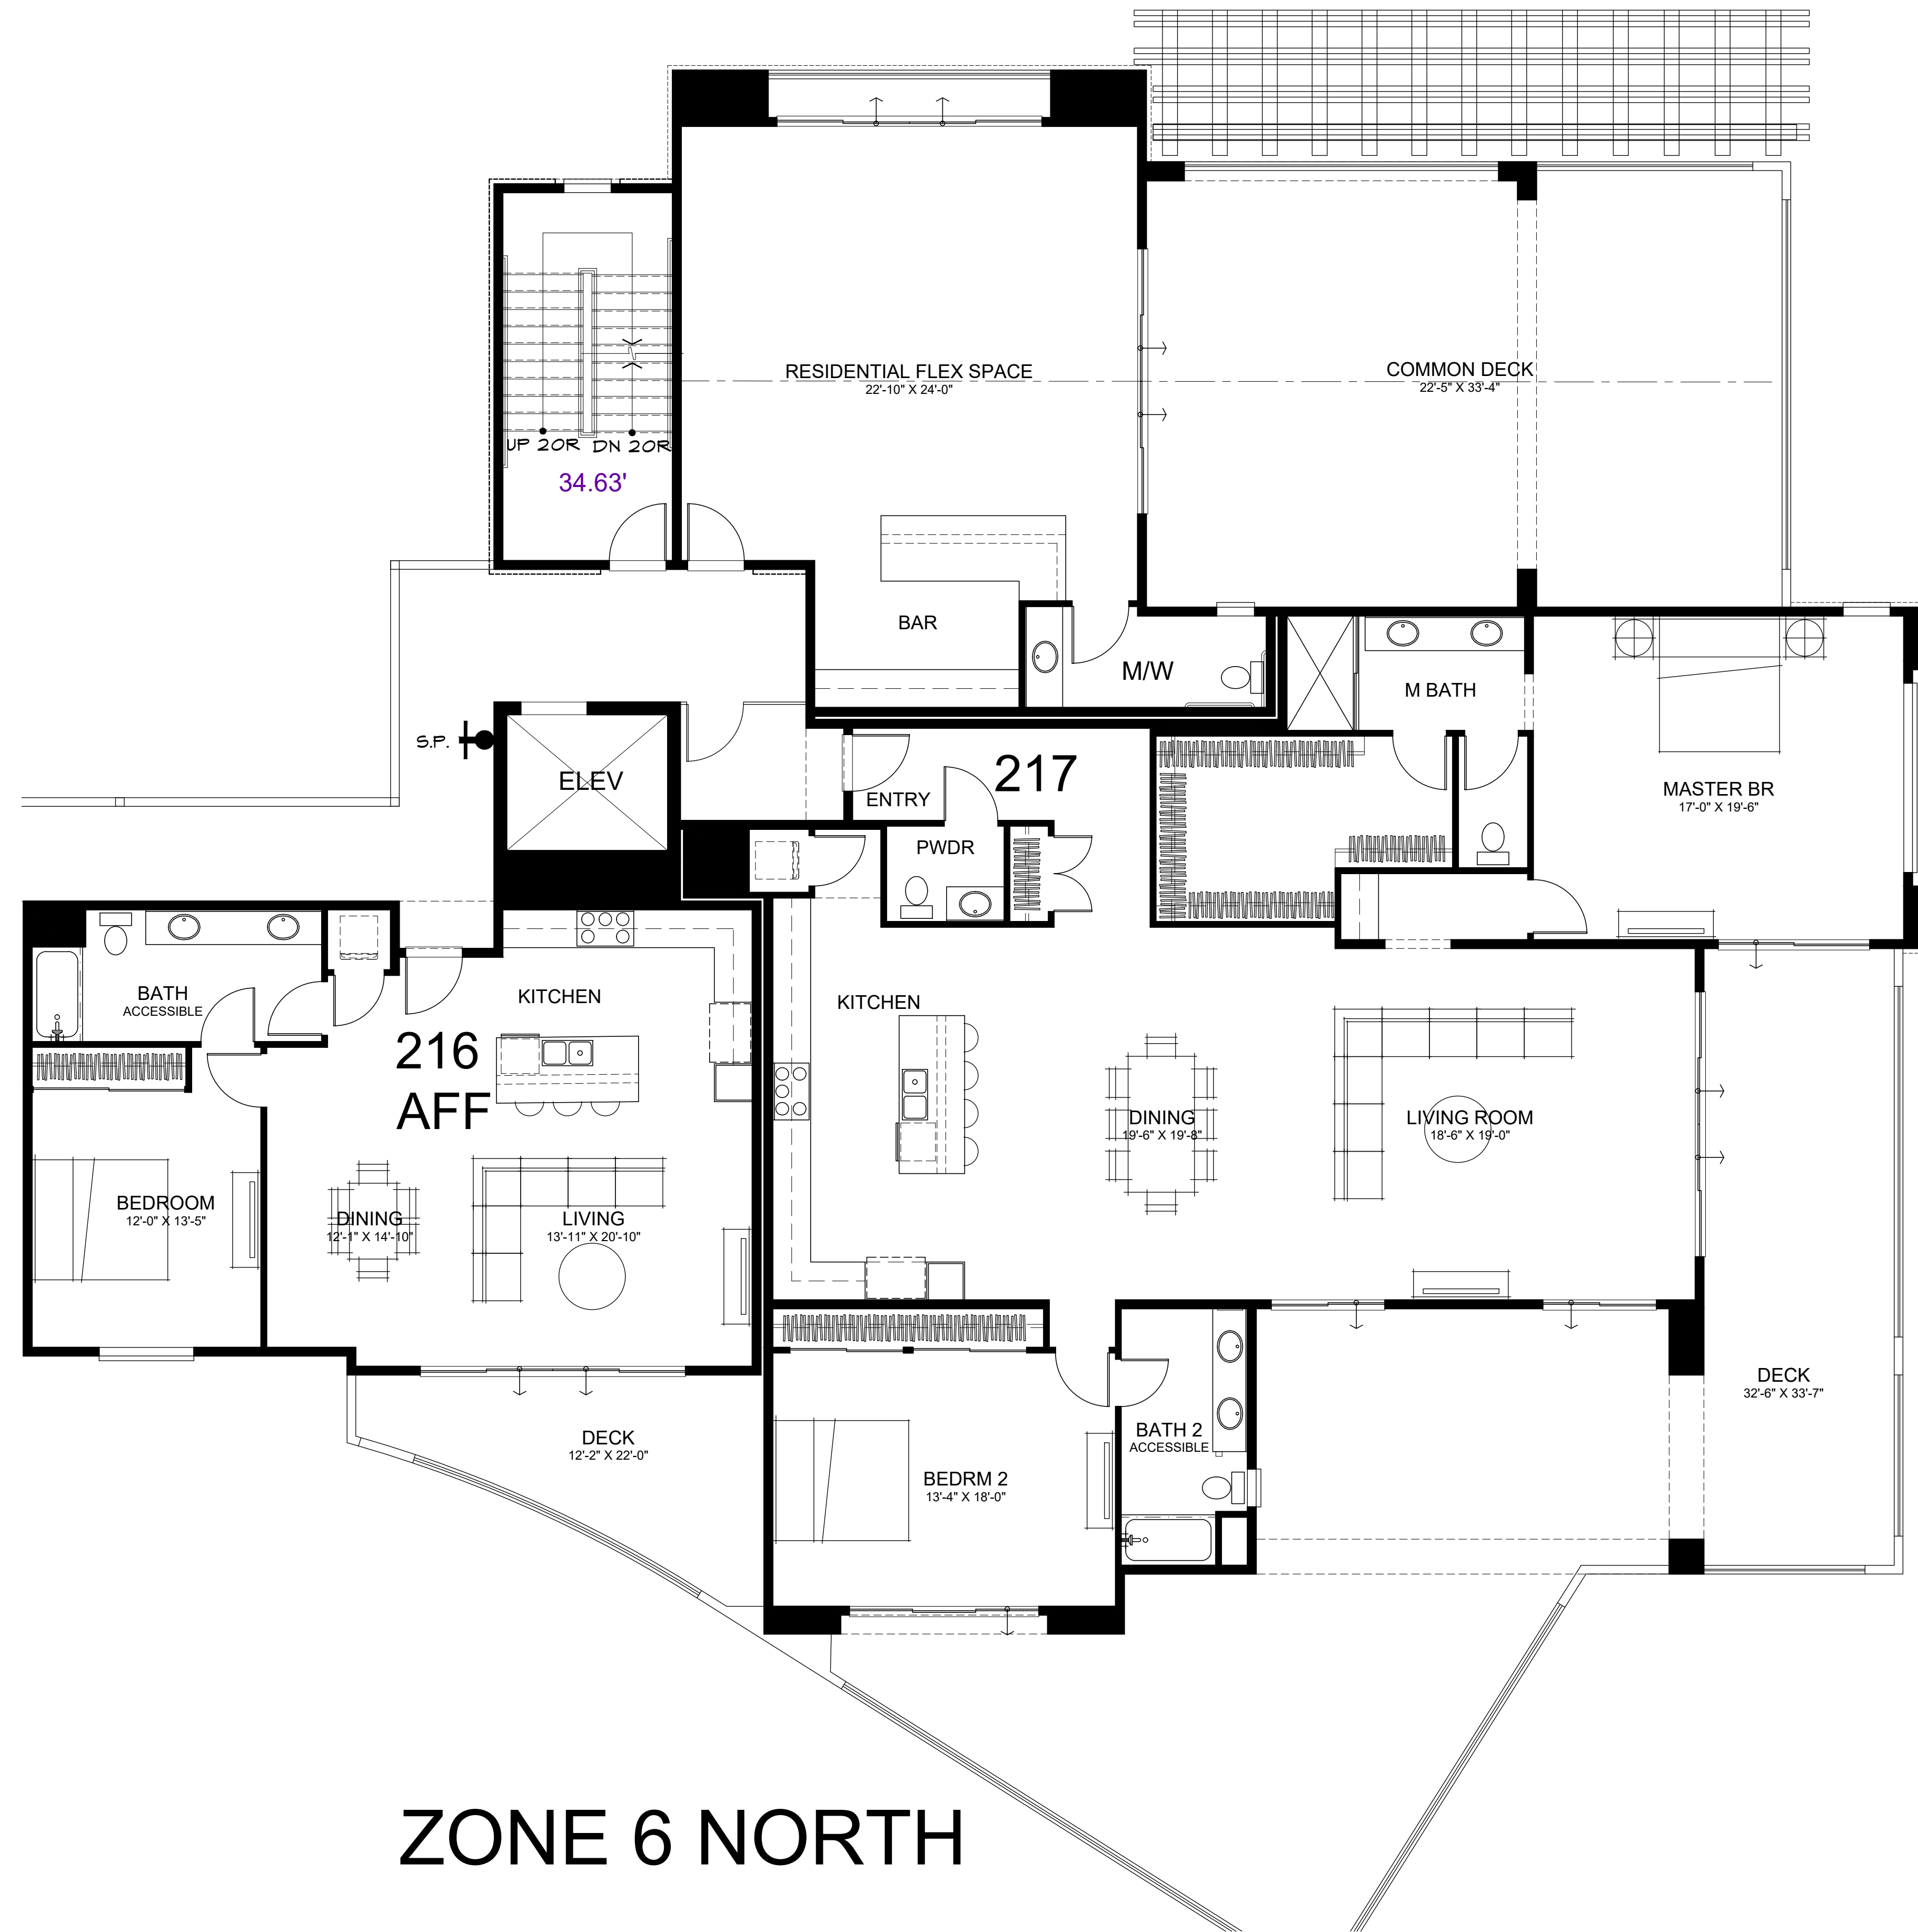 RESIDENTIAL FLEX SPACE
22'-10" X 24'-0"
COMMON DECK
22'-5" X 33'-4"
UP 20R DN 20R
34.63'
BAR
M/W
M BATH
S.P.
ELEV
217
ENTRY
MASTER BR
17'-0" X 19'-6"
PWDR
BATH
ACCESSIBLE
KITCHEN
KITCHEN
216
AFF
DINING
19'-6" X 19'-8"
LIVING ROOM
18'-6" X 19'-0"
BEDROOM
12'-0" X 13'-5"
DINING
12'-1" X 14'-10"
LIVING
13'-11" X 20'-10"
DECK
32'-6" X 33'-7"
DECK
12'-2" X 22'-0"
BATH 2
ACCESSIBLE
BEDRM 2
13'-4" X 18'-0"
ZONE 6 NORTH